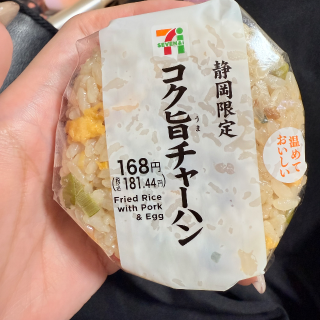 7
SEVEN&i
静岡限定
コク旨チャーハン
うま
168円
(税込181.44円)
Fried Rice
with Pork
& Egg
温めて
おいしい